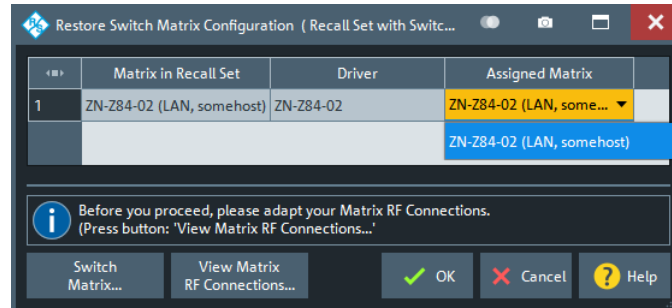 Restore Switch Matrix Configuration ( Recall Set with Switc...
Matrix in Recall Set Driver Assigned Matrix
1 ZN-Z84-02 (LAN, somehost) ZN-Z84-02 ZN-Z84-02 (LAN, some...
ZN-Z84-02 (LAN, somehost)
Before you proceed, please adapt your Matrix RF Connections.
(Press button: 'View Matrix RF Connections...'
Switch
Matrix...
View Matrix
RF Connections...
OK
Cancel
Help